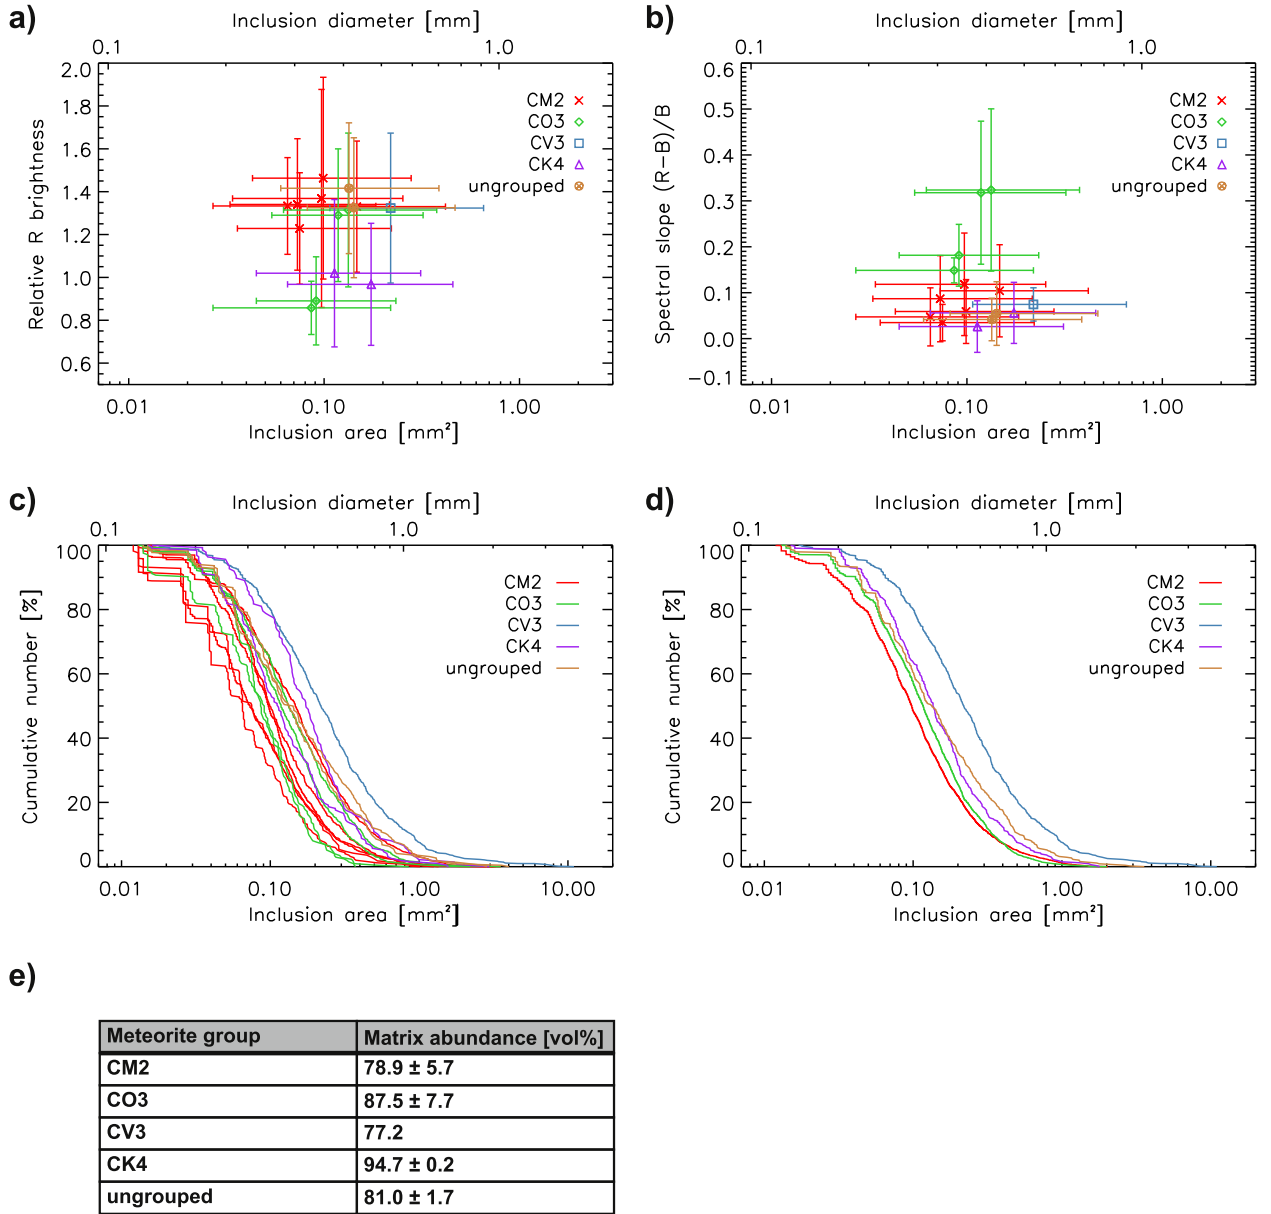 a)
Inclusion diameter [mm]
0.1 1.0
2.0
1.8
1.6
1.4
1.2
1.0
0.8
0.6
Relative R brightness
CM2
CO3
CV3
CK4
ungrouped
0.01 0.10 1.00
Inclusion area [mm²]
b)
Inclusion diameter [mm]
0.1 1.0
0.6
0.5
0.4
0.3
0.2
0.1
0.0
−0.1
Spectral slope (R−B)/B
CM2
CO3
CV3
CK4
ungrouped
0.01 0.10 1.00
Inclusion area [mm²]
c)
Inclusion diameter [mm]
0.1 1.0
100
80
60
40
20
0
Cumulative number [%]
CM2
CO3
CV3
CK4
ungrouped
0.01 0.10 1.00 10.00
Inclusion area [mm²]
d)
Inclusion diameter [mm]
0.1 1.0
100
80
60
40
20
0
Cumulative number [%]
CM2
CO3
CV3
CK4
ungrouped
0.01 0.10 1.00 10.00
Inclusion area [mm²]
e)
Meteorite group Matrix abundance [vol%]
CM2 78.9 ± 5.7
CO3 87.5 ± 7.7
CV3 77.2
CK4 94.7 ± 0.2
ungrouped 81.0 ± 1.7